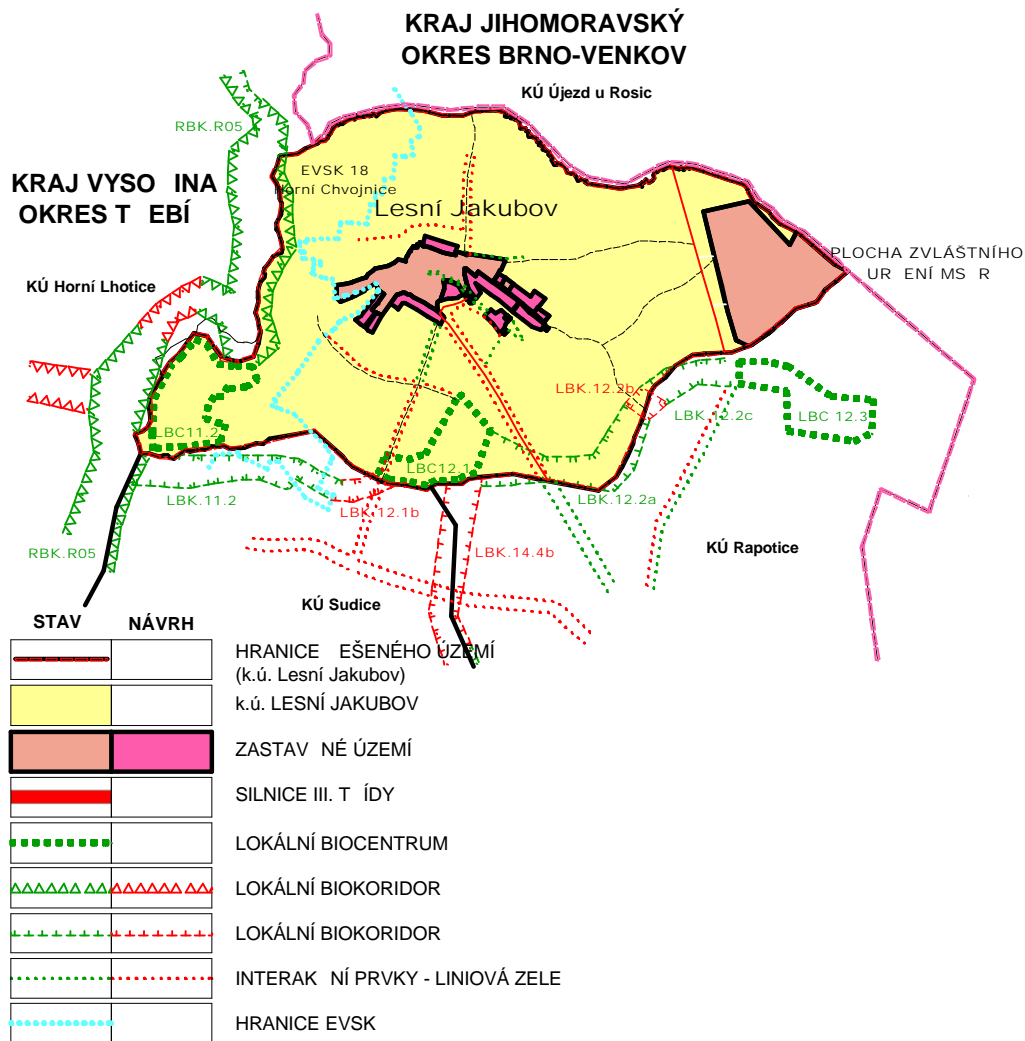 KRAJ JIHOMORAVSKÝ
OKRES BRNO-VENKOV
KÚ Újezd u Rosic
RBK.R05
EVSK 18
Horní Chvojnice
KRAJ VYSO INA
OKRES T EBÍ
Lesní Jakubov
PLOCHA ZVLÁŠTNÍHO
UR ENÍ MS R
KÚ Horní Lhotice
LBK.12.2b
LBK.12.2c
LBC 12.3
LBC11.2
LBC12.1
LBK.11.2
LBK.12.1b
LBK.12.2a
RBK.R05
LBK.14.4b
KÚ Rapotice
KÚ Sudice
STAV NÁVRH
HRANICE EŠENÉHO ÚZEMÍ
(k.ú. Lesní Jakubov)
k.ú. LESNÍ JAKUBOV
ZASTAV NÉ ÚZEMÍ
SILNICE III. T ÍDY
LOKÁLNÍ BIOCENTRUM
LOKÁLNÍ BIOKORIDOR
LOKÁLNÍ BIOKORIDOR
INTERAK NÍ PRVKY - LINIOVÁ ZELE
HRANICE EVSK